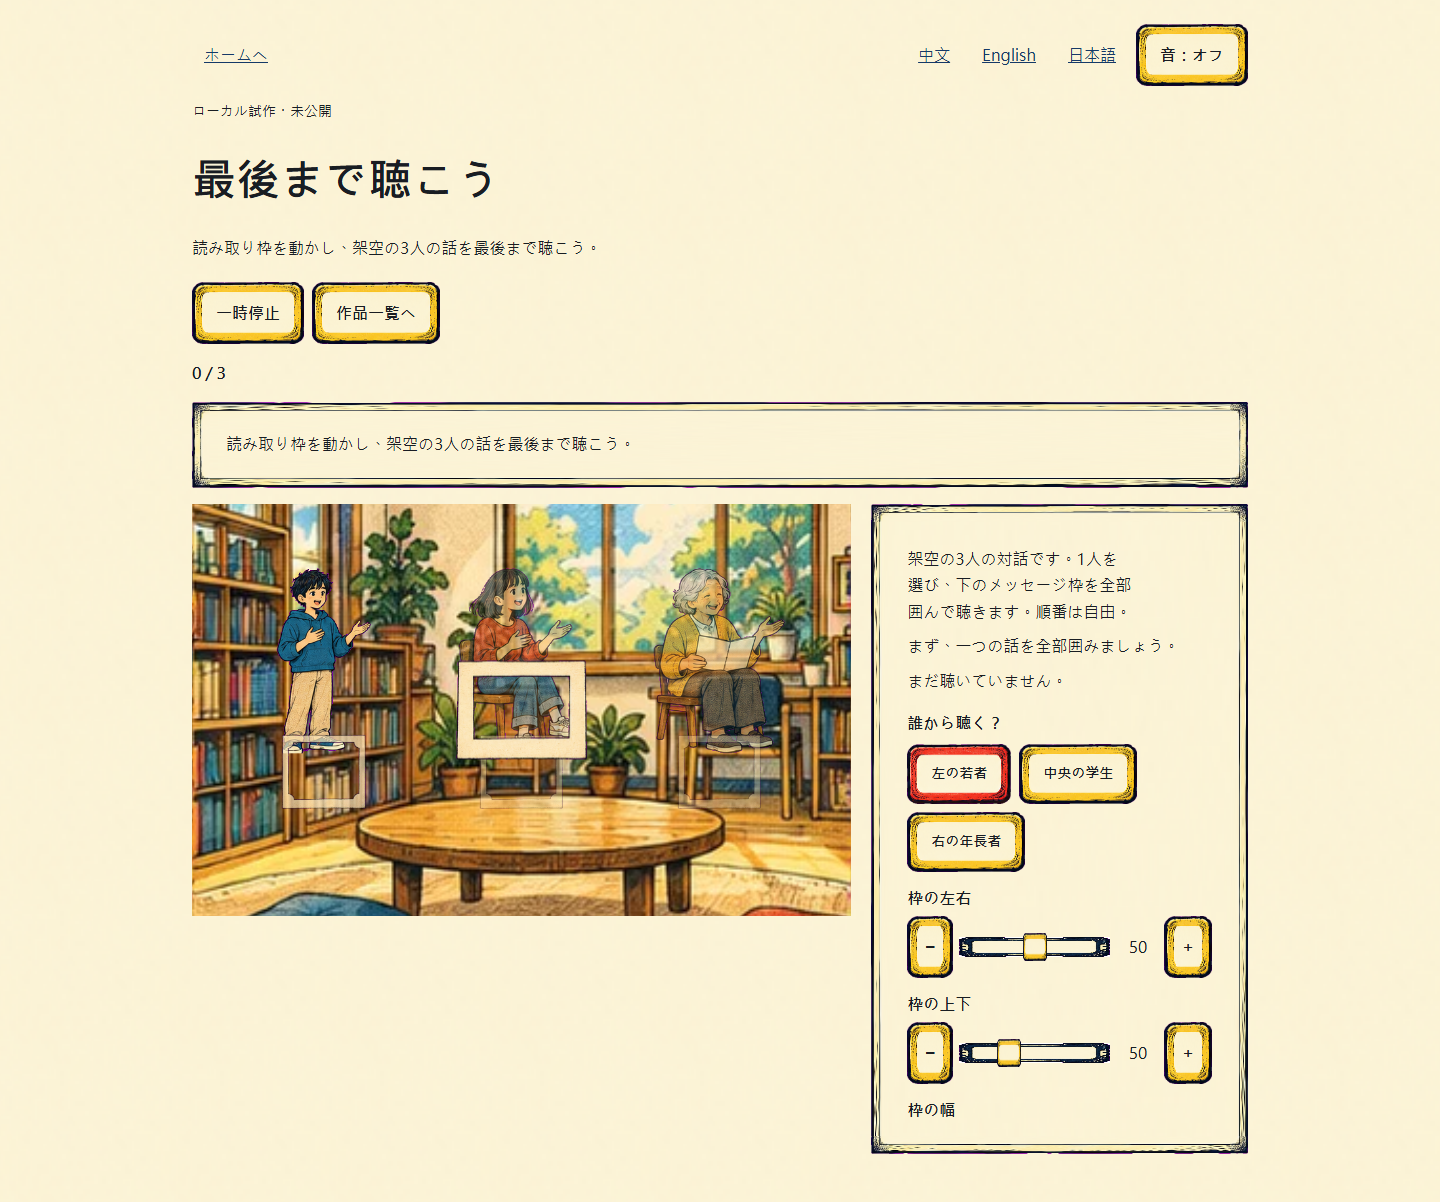 ホームへ
中文 English 日本語 音：オフ
ローカル試作・未公開
最後まで聴こう
読み取り枠を動かし、架空の3人の話を最後まで聴こう。
一時停止 作品一覧へ
0 / 3
読み取り枠を動かし、架空の3人の話を最後まで聴こう。
架空の3人の対話です。1人を
選び、下のメッセージ枠を全部
囲んで聴きます。順番は自由。
まず、一つの話を全部囲みましょう。
まだ聴いていません。
誰から聴く？
左の若者 中央の学生
右の年長者
枠の左右
− 50 +
枠の上下
− 50 +
枠の幅